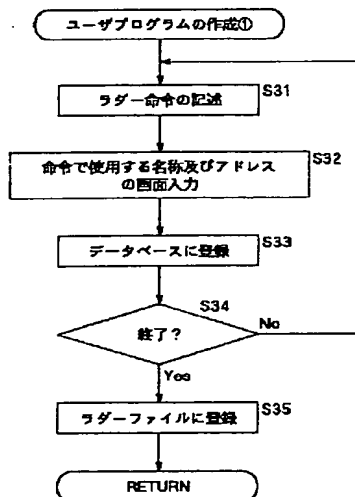 ユーザプログラムの作成①
ラダー命令の記述
S31
命令で使用する名称及びアドレス
の画面入力
S32
データベースに登録
S33
S34
終了?
No
Yes
ラダーファイルに登録
S35
RETURN